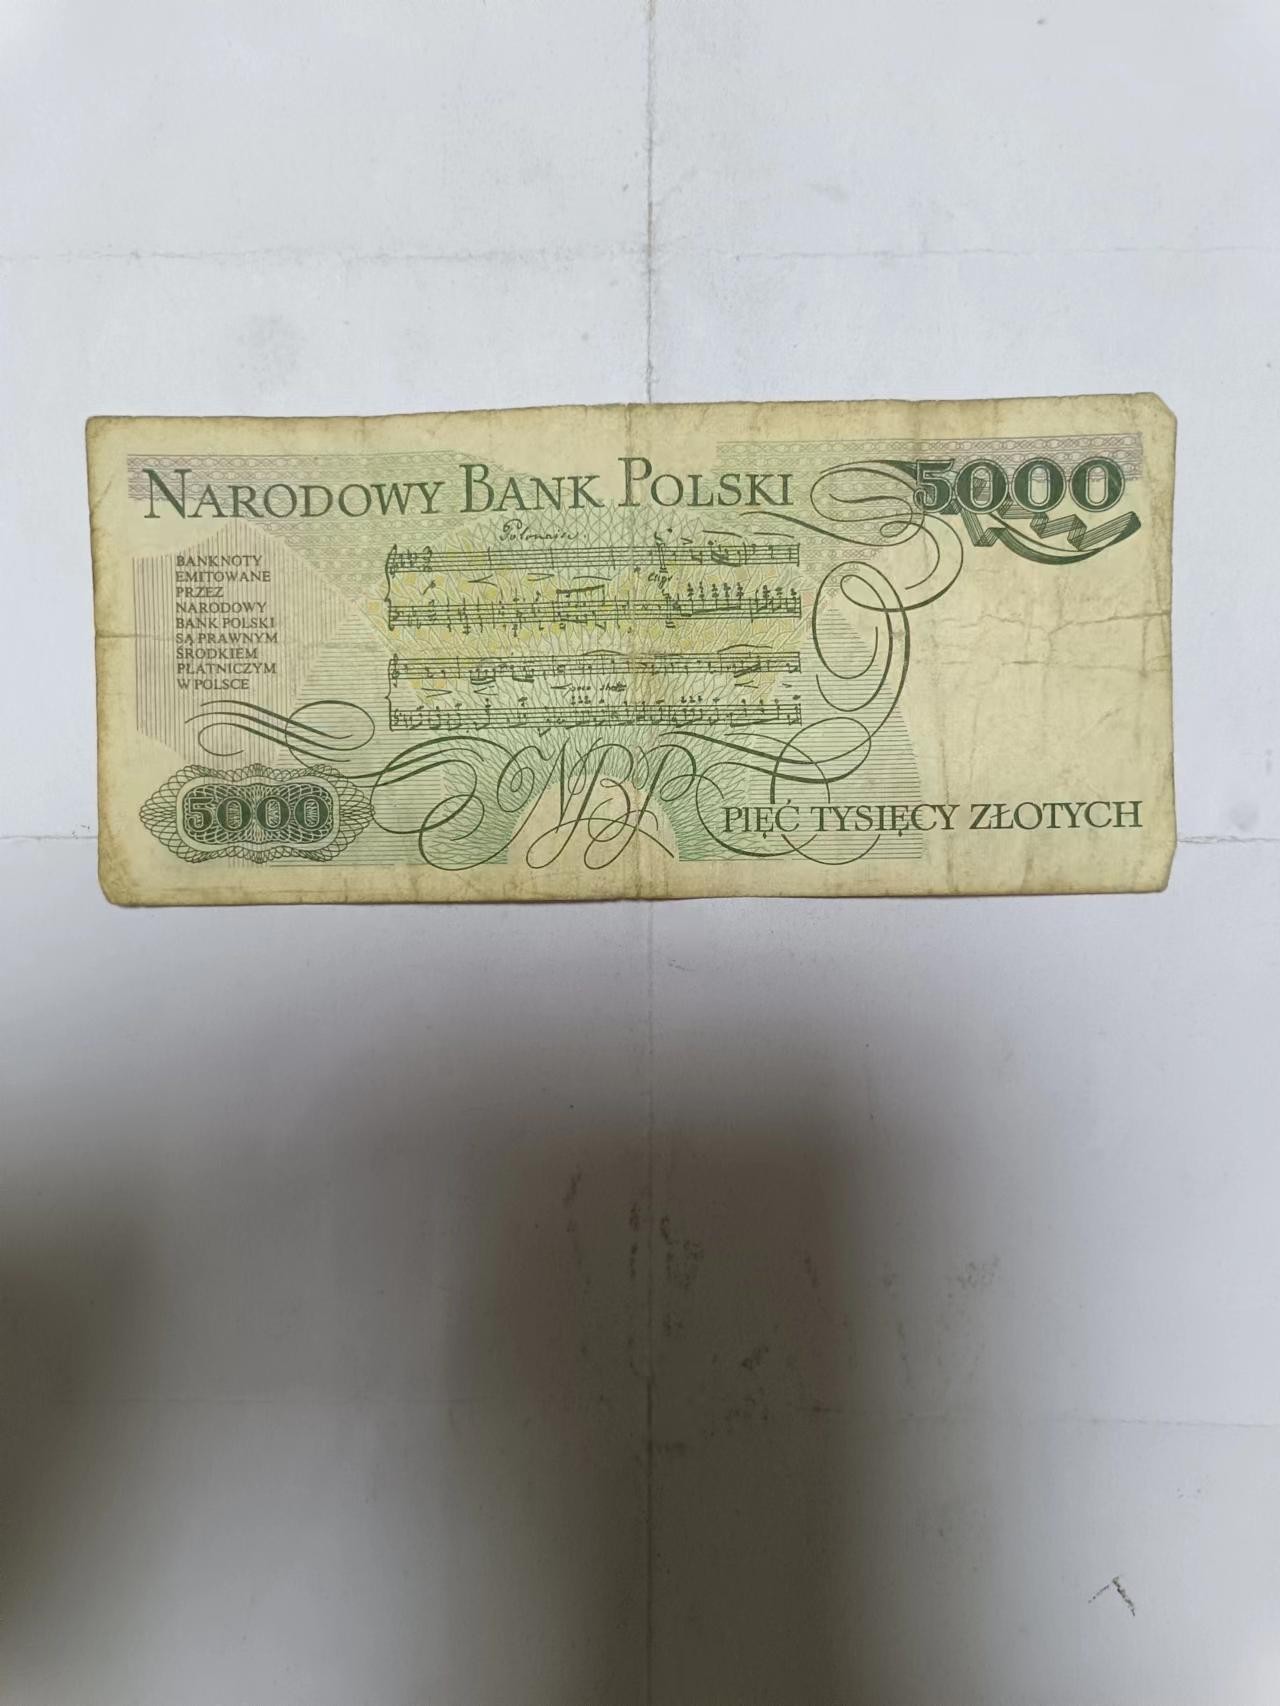 NARODOWY BANK POLSKI
5000
Polonaise.
BANKNOTY
EMITOWANE
PRZEZ
NARODOWY
BANK POLSKI
SĄ PRAWNYM
ŚRODKIEM
PŁATNICZYM
W POLSCE
5000
NBP
PIĘĆ TYSIĘCY ZŁOTYCH